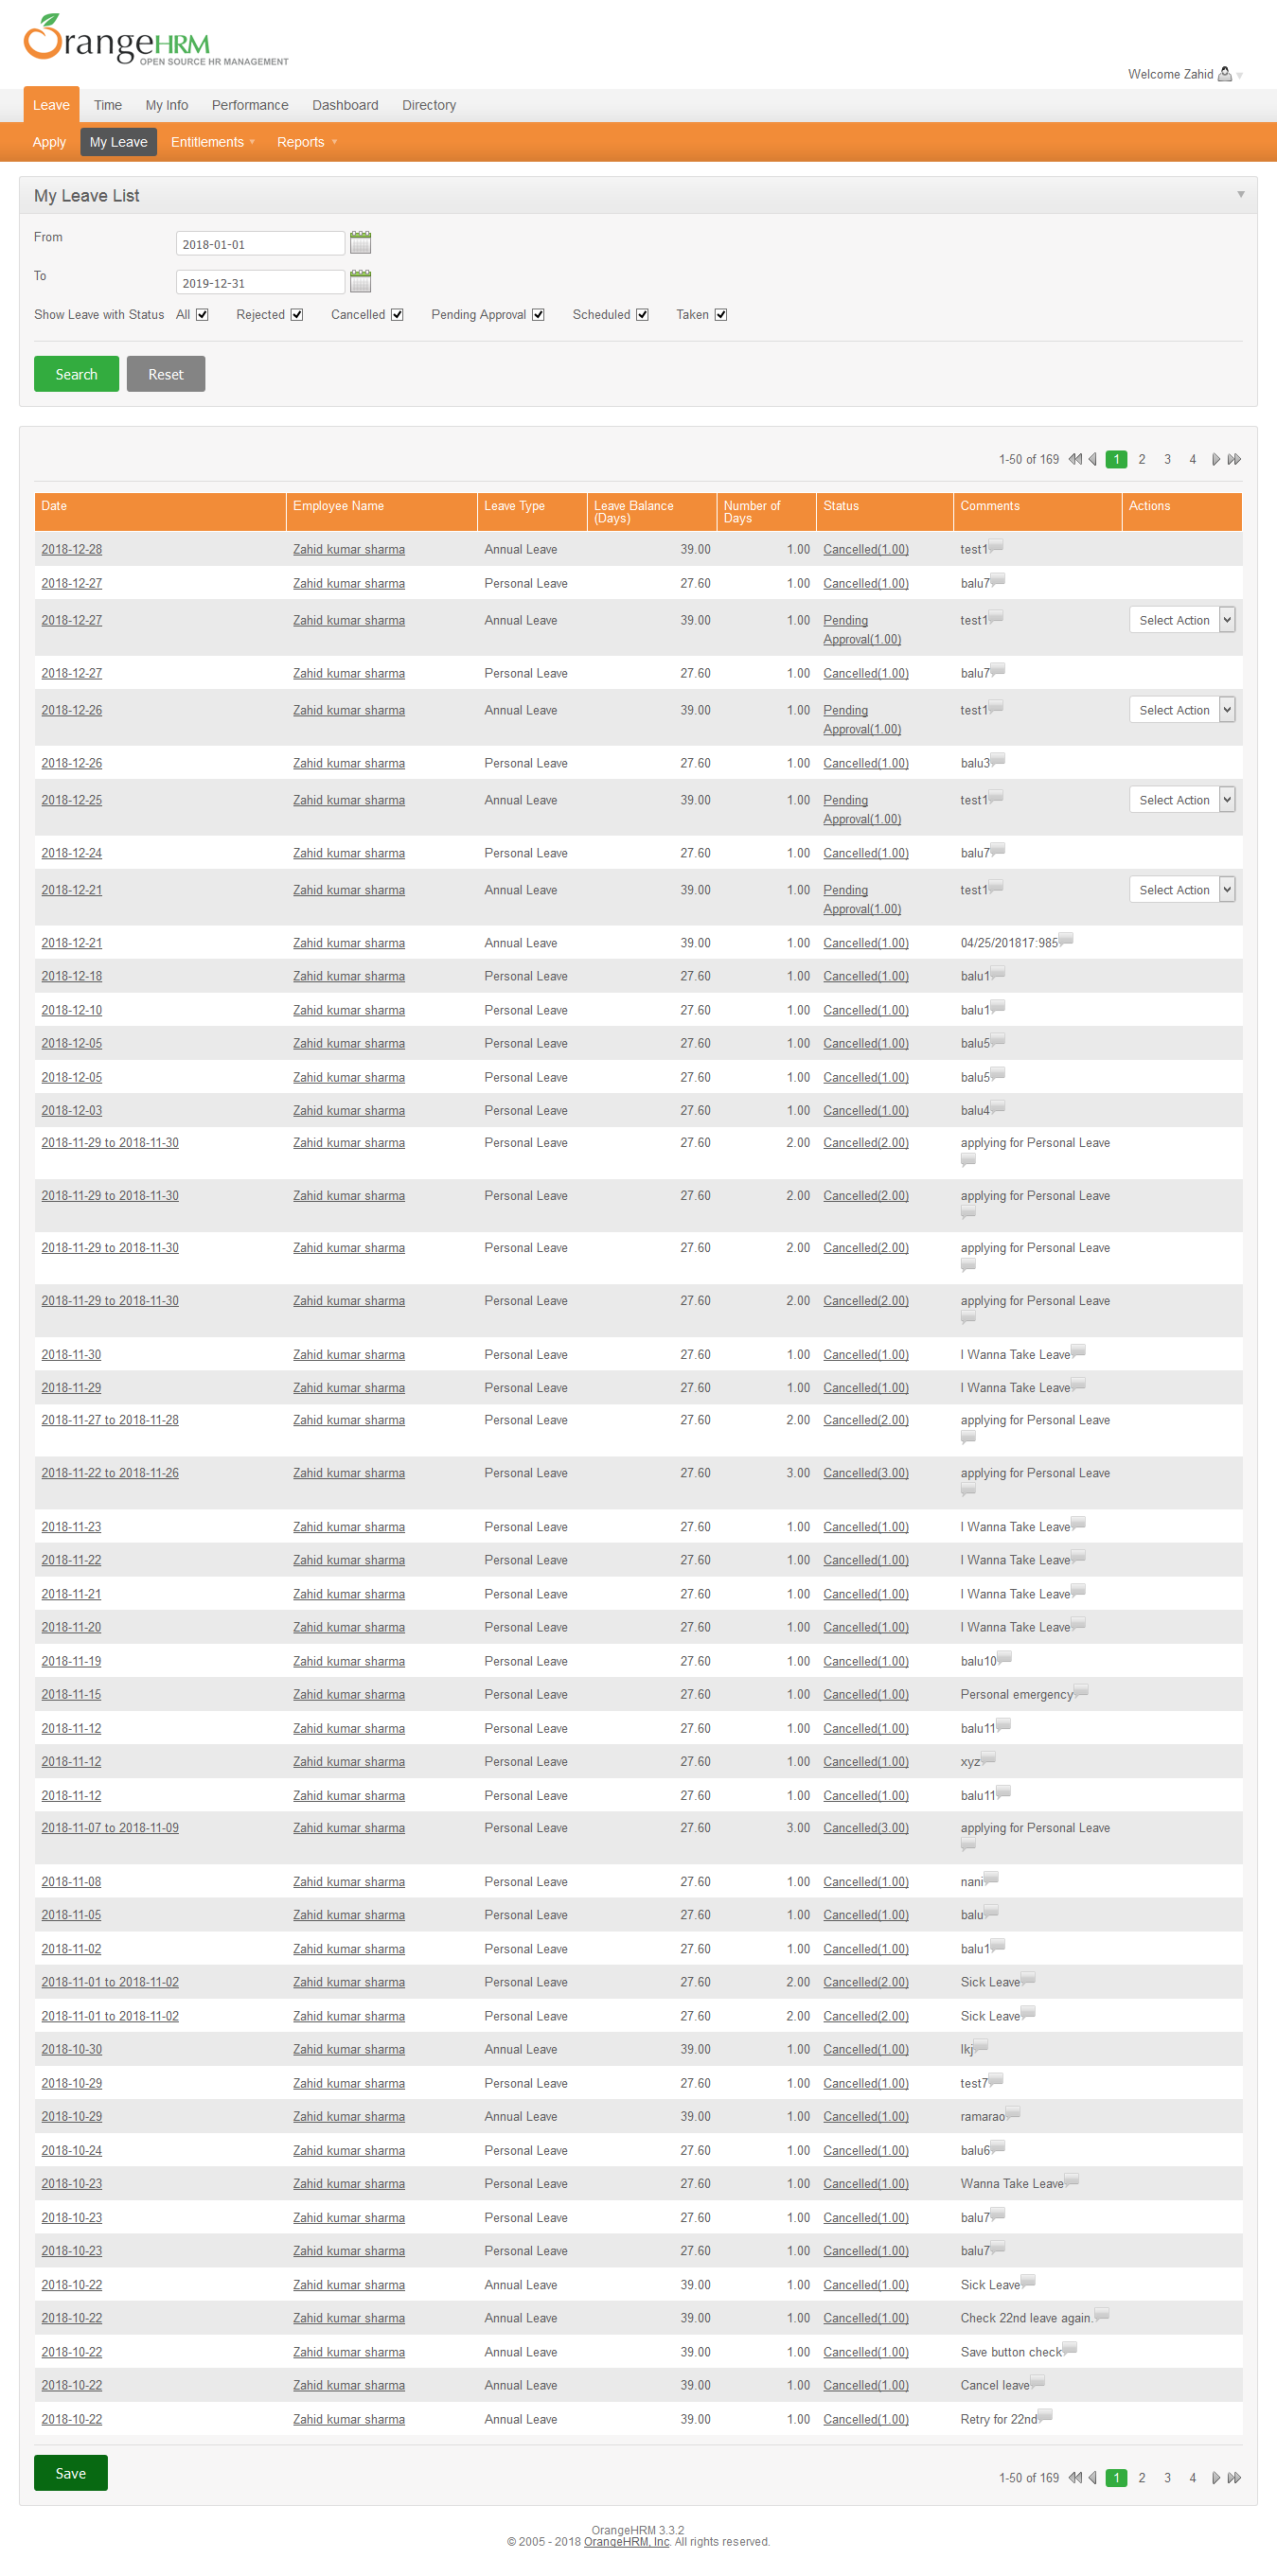 OrangeHRM
OPEN SOURCE HR MANAGEMENT
Welcome Zahid
Leave Time My Info Performance Dashboard Directory
Apply My Leave Entitlements Reports
My Leave List
From 2018-01-01
To 2019-12-31
Show Leave with Status All Rejected Cancelled Pending Approval Scheduled Taken
Search Reset
1-50 of 169 1 2 3 4
Date Employee Name Leave Type Leave Balance (Days) Number of Days Status Comments Actions
2018-12-28 Zahid kumar sharma Annual Leave 39.00 1.00 Cancelled(1.00) test1
2018-12-27 Zahid kumar sharma Personal Leave 27.60 1.00 Cancelled(1.00) balu7
2018-12-27 Zahid kumar sharma Annual Leave 39.00 1.00 Pending Approval(1.00) test1 Select Action
2018-12-27 Zahid kumar sharma Personal Leave 27.60 1.00 Cancelled(1.00) balu7
2018-12-26 Zahid kumar sharma Annual Leave 39.00 1.00 Pending Approval(1.00) test1 Select Action
2018-12-26 Zahid kumar sharma Personal Leave 27.60 1.00 Cancelled(1.00) balu3
2018-12-25 Zahid kumar sharma Annual Leave 39.00 1.00 Pending Approval(1.00) test1 Select Action
2018-12-24 Zahid kumar sharma Personal Leave 27.60 1.00 Cancelled(1.00) balu7
2018-12-21 Zahid kumar sharma Annual Leave 39.00 1.00 Pending Approval(1.00) test1 Select Action
2018-12-21 Zahid kumar sharma Annual Leave 39.00 1.00 Cancelled(1.00) 04/25/201817:985
2018-12-18 Zahid kumar sharma Personal Leave 27.60 1.00 Cancelled(1.00) balu1
2018-12-10 Zahid kumar sharma Personal Leave 27.60 1.00 Cancelled(1.00) balu1
2018-12-05 Zahid kumar sharma Personal Leave 27.60 1.00 Cancelled(1.00) balu5
2018-12-05 Zahid kumar sharma Personal Leave 27.60 1.00 Cancelled(1.00) balu5
2018-12-03 Zahid kumar sharma Personal Leave 27.60 1.00 Cancelled(1.00) balu4
2018-11-29 to 2018-11-30 Zahid kumar sharma Personal Leave 27.60 2.00 Cancelled(2.00) applying for Personal Leave
2018-11-29 to 2018-11-30 Zahid kumar sharma Personal Leave 27.60 2.00 Cancelled(2.00) applying for Personal Leave
2018-11-29 to 2018-11-30 Zahid kumar sharma Personal Leave 27.60 2.00 Cancelled(2.00) applying for Personal Leave
2018-11-29 to 2018-11-30 Zahid kumar sharma Personal Leave 27.60 2.00 Cancelled(2.00) applying for Personal Leave
2018-11-30 Zahid kumar sharma Personal Leave 27.60 1.00 Cancelled(1.00) I Wanna Take Leave
2018-11-29 Zahid kumar sharma Personal Leave 27.60 1.00 Cancelled(1.00) I Wanna Take Leave
2018-11-27 to 2018-11-28 Zahid kumar sharma Personal Leave 27.60 2.00 Cancelled(2.00) applying for Personal Leave
2018-11-22 to 2018-11-26 Zahid kumar sharma Personal Leave 27.60 3.00 Cancelled(3.00) applying for Personal Leave
2018-11-23 Zahid kumar sharma Personal Leave 27.60 1.00 Cancelled(1.00) I Wanna Take Leave
2018-11-22 Zahid kumar sharma Personal Leave 27.60 1.00 Cancelled(1.00) I Wanna Take Leave
2018-11-21 Zahid kumar sharma Personal Leave 27.60 1.00 Cancelled(1.00) I Wanna Take Leave
2018-11-20 Zahid kumar sharma Personal Leave 27.60 1.00 Cancelled(1.00) I Wanna Take Leave
2018-11-19 Zahid kumar sharma Personal Leave 27.60 1.00 Cancelled(1.00) balu10
2018-11-15 Zahid kumar sharma Personal Leave 27.60 1.00 Cancelled(1.00) Personal emergency
2018-11-12 Zahid kumar sharma Personal Leave 27.60 1.00 Cancelled(1.00) balu11
2018-11-12 Zahid kumar sharma Personal Leave 27.60 1.00 Cancelled(1.00) xyz
2018-11-12 Zahid kumar sharma Personal Leave 27.60 1.00 Cancelled(1.00) balu11
2018-11-07 to 2018-11-09 Zahid kumar sharma Personal Leave 27.60 3.00 Cancelled(3.00) applying for Personal Leave
2018-11-08 Zahid kumar sharma Personal Leave 27.60 1.00 Cancelled(1.00) nani
2018-11-05 Zahid kumar sharma Personal Leave 27.60 1.00 Cancelled(1.00) balu
2018-11-02 Zahid kumar sharma Personal Leave 27.60 1.00 Cancelled(1.00) balu1
2018-11-01 to 2018-11-02 Zahid kumar sharma Personal Leave 27.60 2.00 Cancelled(2.00) Sick Leave
2018-11-01 to 2018-11-02 Zahid kumar sharma Personal Leave 27.60 2.00 Cancelled(2.00) Sick Leave
2018-10-30 Zahid kumar sharma Annual Leave 39.00 1.00 Cancelled(1.00) lkj
2018-10-29 Zahid kumar sharma Personal Leave 27.60 1.00 Cancelled(1.00) test7
2018-10-29 Zahid kumar sharma Annual Leave 39.00 1.00 Cancelled(1.00) ramarao
2018-10-24 Zahid kumar sharma Personal Leave 27.60 1.00 Cancelled(1.00) balu6
2018-10-23 Zahid kumar sharma Personal Leave 27.60 1.00 Cancelled(1.00) Wanna Take Leave
2018-10-23 Zahid kumar sharma Personal Leave 27.60 1.00 Cancelled(1.00) balu7
2018-10-23 Zahid kumar sharma Personal Leave 27.60 1.00 Cancelled(1.00) balu7
2018-10-22 Zahid kumar sharma Annual Leave 39.00 1.00 Cancelled(1.00) Sick Leave
2018-10-22 Zahid kumar sharma Annual Leave 39.00 1.00 Cancelled(1.00) Check 22nd leave again.
2018-10-22 Zahid kumar sharma Annual Leave 39.00 1.00 Cancelled(1.00) Save button check
2018-10-22 Zahid kumar sharma Annual Leave 39.00 1.00 Cancelled(1.00) Cancel leave
2018-10-22 Zahid kumar sharma Annual Leave 39.00 1.00 Cancelled(1.00) Retry for 22nd
Save 1-50 of 169 1 2 3 4
OrangeHRM 3.3.2
© 2005 - 2018 OrangeHRM, Inc. All rights reserved.